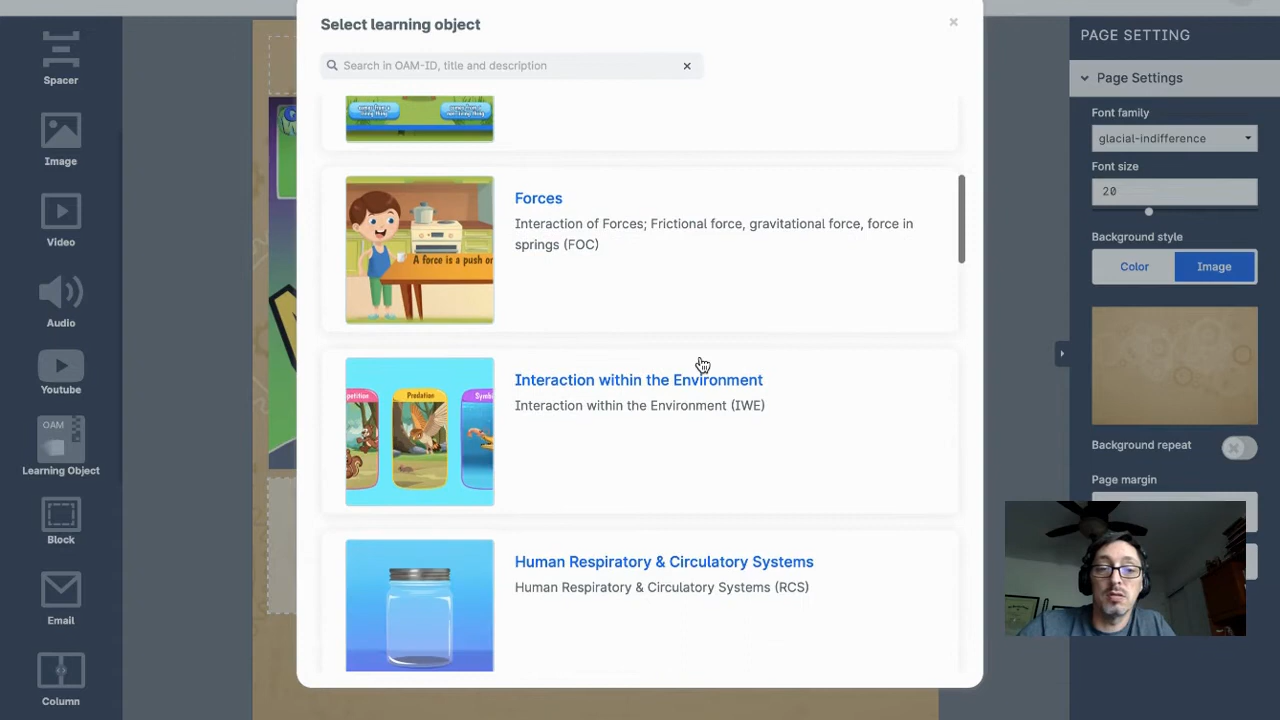 Select learning object
×
PAGE SETTING
Search in OAM-ID, title and description
×
Spacer
Page Settings
Font family
glacial-indifference
Image
Font size
20
Forces
Interaction of Forces; Frictional force, gravitational force, force in
springs (FOC)
A force is a push or
Video
Background style
Color
Image
Audio
Youtube
Interaction within the Environment
Interaction within the Environment (IWE)
petition
Predation
Symbi
OAM
Learning Object
Background repeat
Page margin
Block
Human Respiratory & Circulatory Systems
Human Respiratory & Circulatory Systems (RCS)
Email
Column